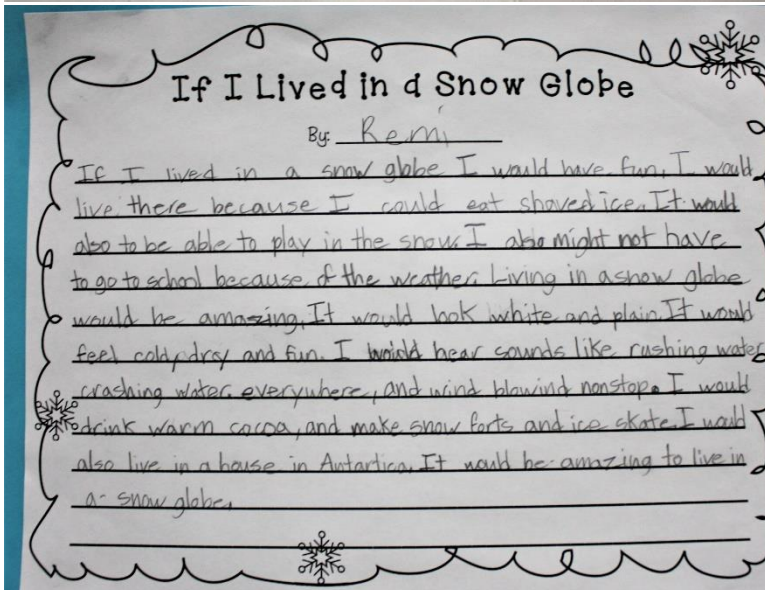 If I Lived in a Snow Globe
By: Remi
If I lived in a snow globe I would have fun. I would
live there because I could eat shaved ice. It would
also to be able to play in the snow. I also might not have
to go to school because of the weather. Living in a snow globe
would be amazing. It would look white and plain. It would
feel cold, dry and fun. I would hear sounds like rushing water
crashing water everywhere, and wind blowind nonstop. I would
drink warm cocoa, and make snow forts and ice skate. I would
also live in a house in Antartica. It would be amazing to live in
a snow globe.